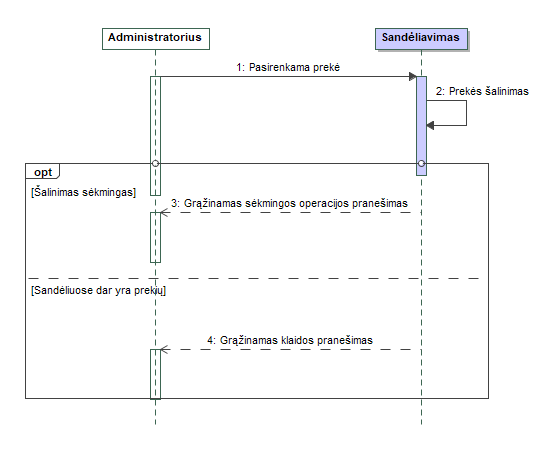 Administratorius
Sandėliavimas
1: Pasirenkama prekė
2: Prekės šalinimas
opt
[Šalinimas sėkmingas]
3: Grąžinamas sėkmingos operacijos pranešimas
[Sandėliuose dar yra prekių]
4: Grąžinamas klaidos pranešimas